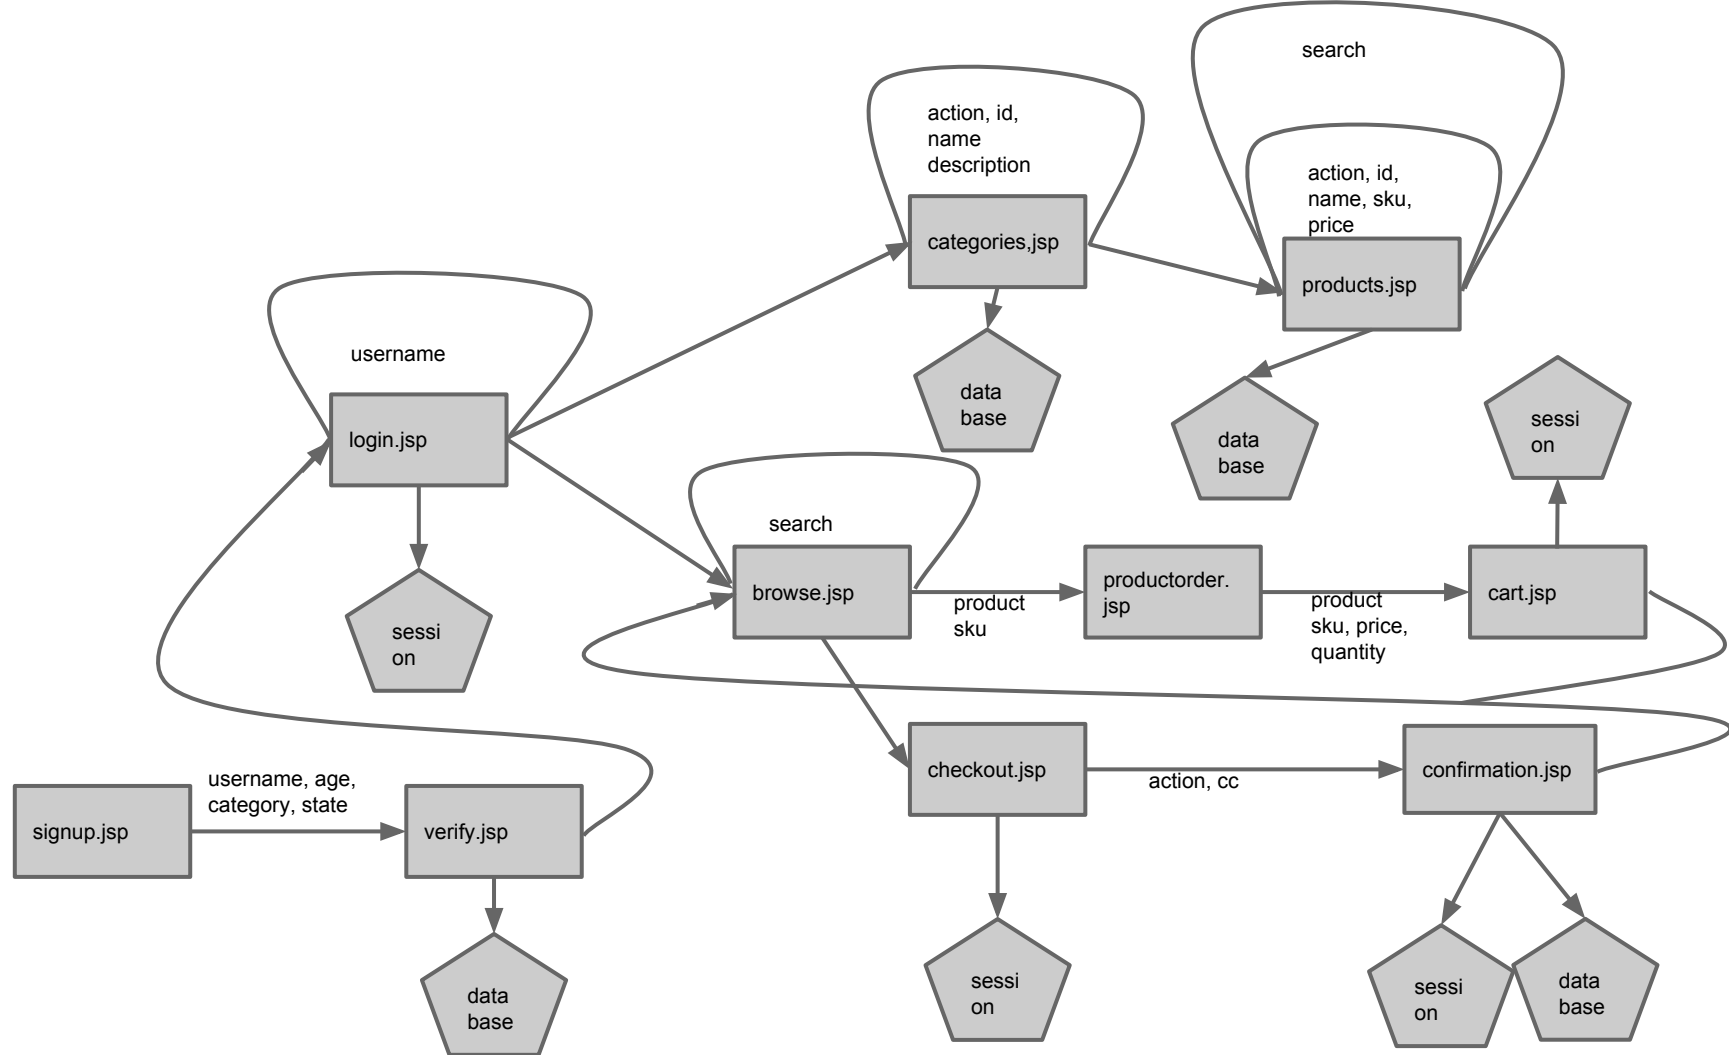 search
action, id,
name
description
action, id,
name, sku,
price
categories,jsp
products.jsp
username
data
base
data
base
sessi
on
login.jsp
search
browse.jsp
product
sku
productorder.
jsp
product
sku, price,
quantity
cart.jsp
sessi
on
username, age,
category, state
signup.jsp
verify.jsp
checkout.jsp
action, cc
confirmation.jsp
data
base
sessi
on
sessi
on
data
base